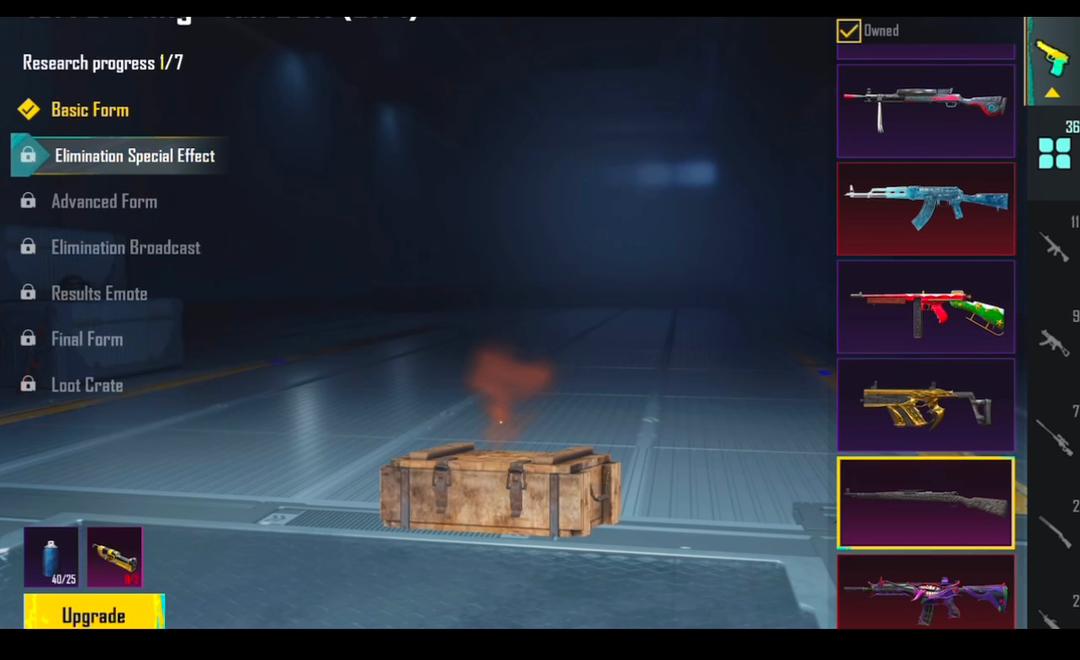 Research progress 1/7
Basic Form
Elimination Special Effect
Advanced Form
Elimination Broadcast
Results Emote
Final Form
Loot Crate
40/25
Upgrade
Owned
36
11
9
7
2
2